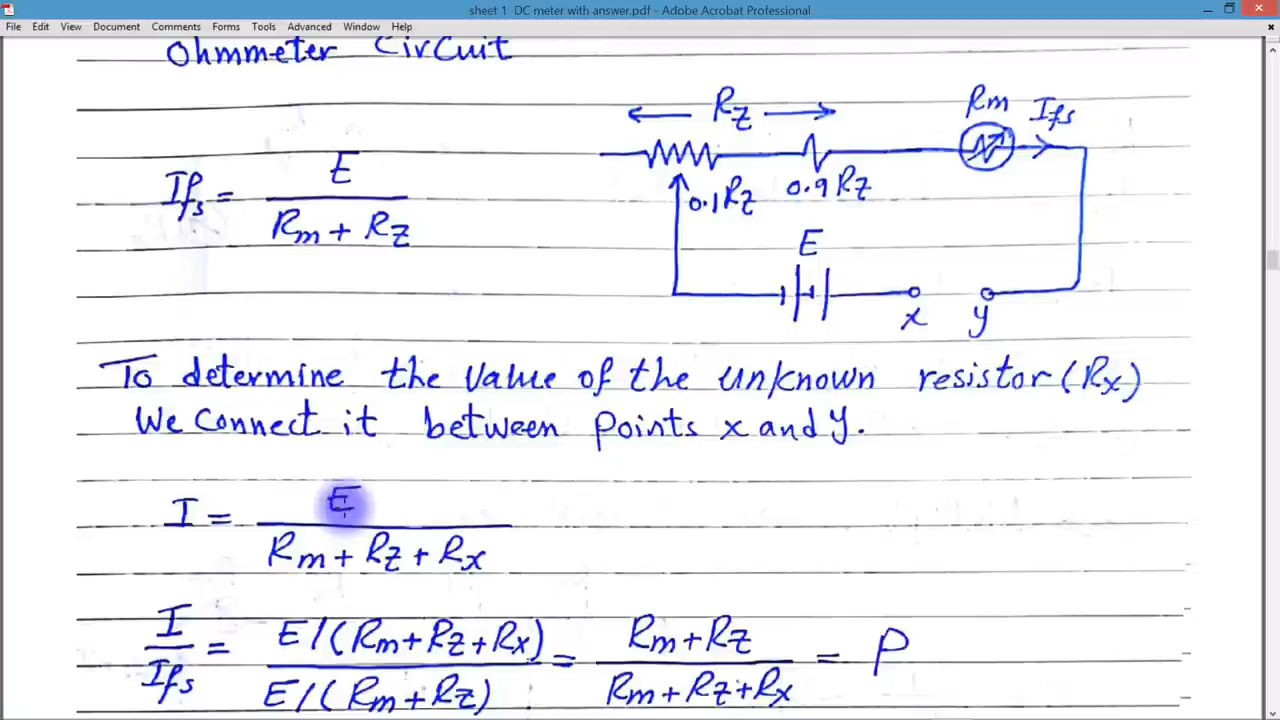 sheet 1 DC meter with answer.pdf - Adobe Acrobat Professional
File Edit View Document Comments Forms Tools Advanced Window Help
Ohmmeter Circuit
Rz
Rm
Ifs
0.1Rz
0.9Rz
E
x
y
Ifs = E / (Rm + Rz)
To determine the value of the unknown resistor (Rx)
We Connect it between points x and y.
I = E / (Rm + Rz + Rx)
I / Ifs = E/(Rm+Rz+Rx) / E/(Rm+Rz) = (Rm+Rz) / (Rm+Rz+Rx) = P